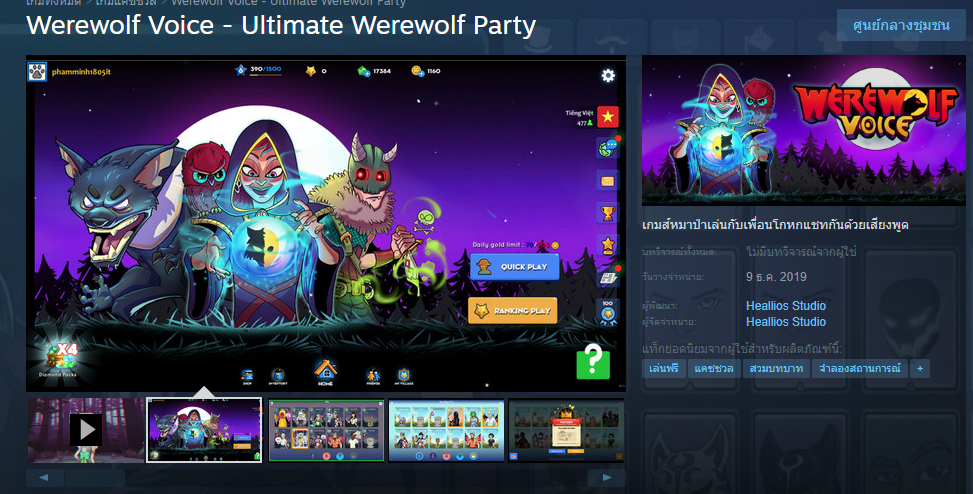 เกมทั้งหมด > เกมแคชชวล > Werewolf Voice - Ultimate Werewolf Party
Werewolf Voice - Ultimate Werewolf Party
ศูนย์กลางชุมชน
phamminh1805it
390/1500
0
17364
1160
Tiếng Việt
477
Daily gold limit :
QUICK PLAY
RANKING PLAY
100
X4
Diamond Packs
SHOP
INVENTORY
HOME
FRIENDS
MY VILLAGE
?
WEREWOLF
VOICE
เกมส์หมาป่าเล่นกับเพื่อนโกหกแชทกันด้วยเสียงพูด
บทวิจารณ์ทั้งหมด: ไม่มีบทวิจารณ์จากผู้ใช้
วันวางจำหน่าย: 9 ธ.ค. 2019
ผู้พัฒนา: Heallios Studio
ผู้จัดจำหน่าย: Heallios Studio
แท็กยอดนิยมจากผู้ใช้สำหรับผลิตภัณฑ์นี้:
เล่นฟรี แคชชวล สวมบทบาท จำลองสถานการณ์ +